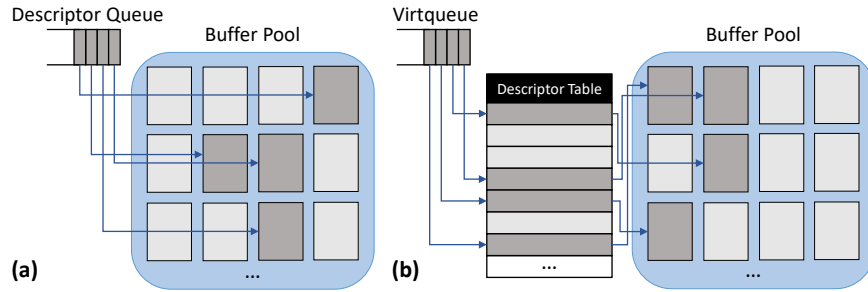 Descriptor Queue
Buffer Pool
...
(a)
Virtqueue
Descriptor Table
...
Buffer Pool
...
(b)